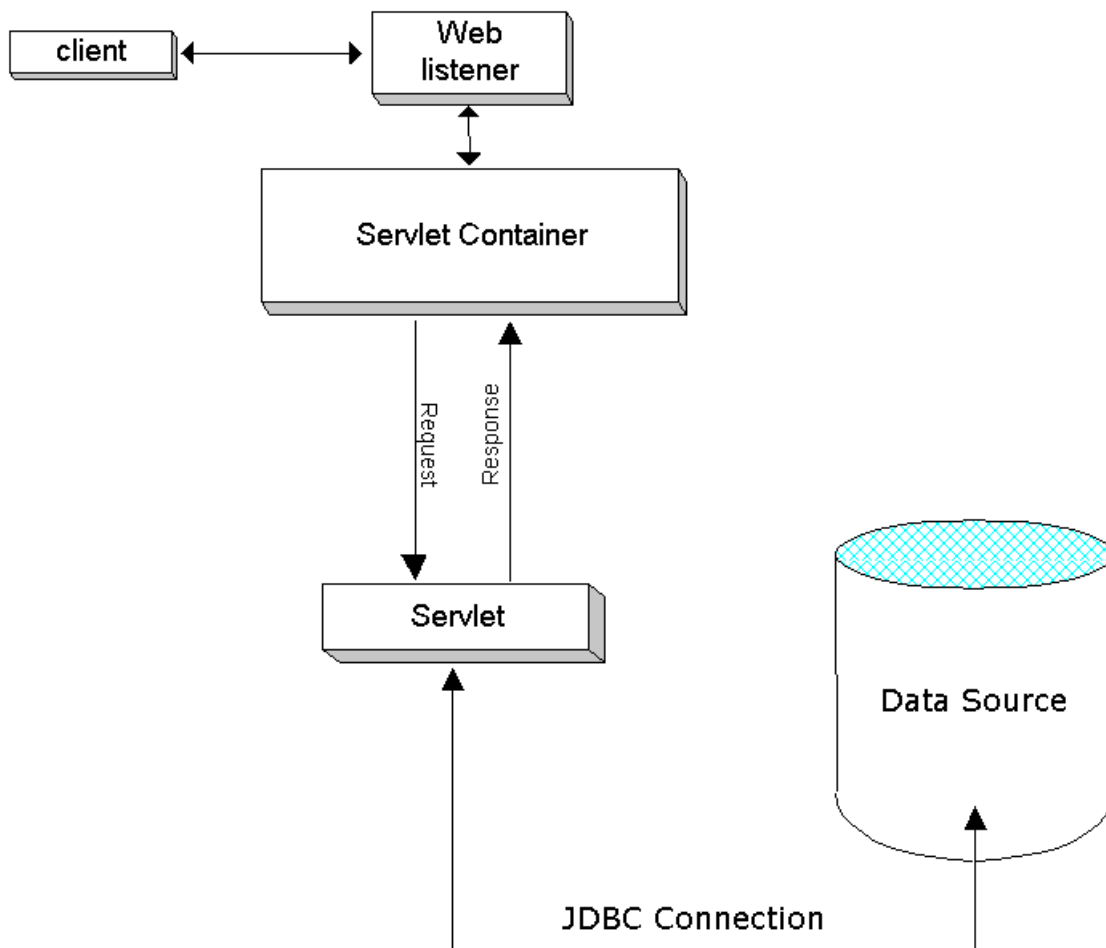 client
Web
listener
Servlet Container
Request
Response
Servlet
Data Source
JDBC Connection